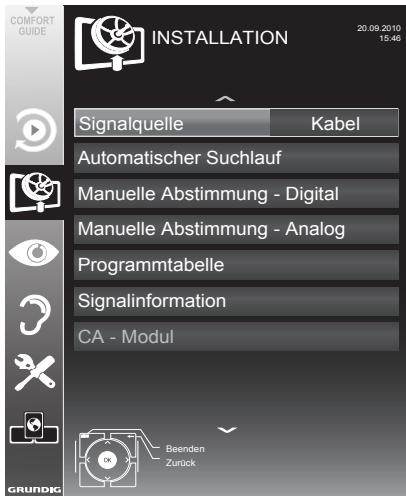 COMFORT
GUIDE
INSTALLATION
20.09.2010
15:46
Signalquelle Kabel
Automatischer Suchlauf
Manuelle Abstimmung - Digital
Manuelle Abstimmung - Analog
Programmtabelle
Signalinformation
CA - Modul
OK
Beenden
Zurück
GRUNDIG